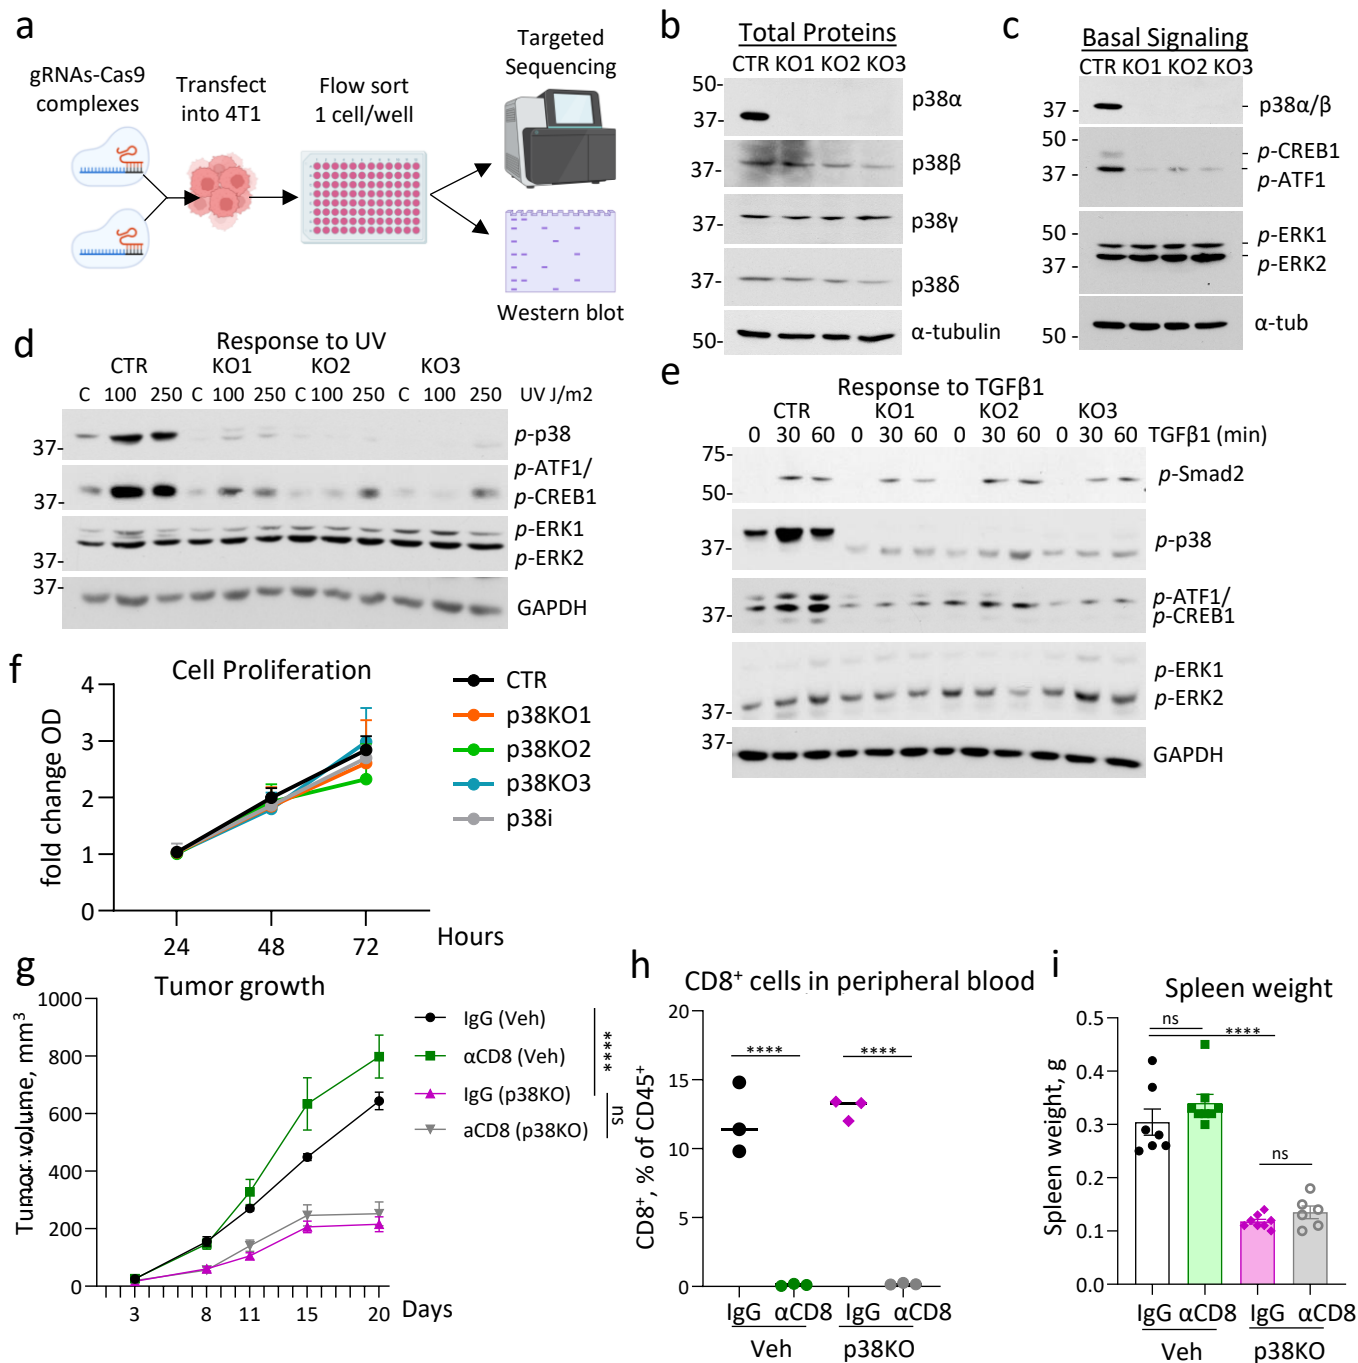 a
gRNAs-Cas9
complexes
Transfect
into 4T1
Flow sort
1 cell/well
Targeted
Sequencing
Western blot
b
Total Proteins
CTR KO1 KO2 KO3
50-
37-
p38α
37-
p38β
37-
p38γ
37-
p38δ
50-
α-tubulin
c
Basal Signaling
CTR KO1 KO2 KO3
37 -
p38α/β
50 -
p-CREB1
37 -
p-ATF1
50 -
p-ERK1
37 -
p-ERK2
50 -
α-tub
d
Response to UV
CTR KO1 KO2 KO3
C 100 250 C 100 250 C 100 250 C 100 250 UV J/m2
37-
p-p38
p-ATF1/
37-
p-CREB1
p-ERK1
37-
p-ERK2
37-
GAPDH
e
Response to TGFβ1
CTR KO1 KO2 KO3
0 30 60 0 30 60 0 30 60 0 30 60 TGFβ1 (min)
75-
p-Smad2
50-
p-p38
37-
p-ATF1/
37-
p-CREB1
p-ERK1
p-ERK2
37-
37-
GAPDH
f
Cell Proliferation
fold change OD
4
3
2
1
0
24 48 72
Hours
CTR
p38KO1
p38KO2
p38KO3
p38i
g
Tumor growth
Tumor volume, mm³
1000
800
600
400
200
0
3 8 11 15 20
Days
IgG (Veh)
αCD8 (Veh)
IgG (p38KO)
aCD8 (p38KO)
****
ns
h
CD8⁺ cells in peripheral blood
CD8⁺, % of CD45⁺
20
15
10
5
0
**** ****
IgG αCD8 IgG αCD8
Veh p38KO
i
Spleen weight
Spleen weight, g
0.5
0.4
0.3
0.2
0.1
0.0
ns
****
ns
IgG αCD8 IgG αCD8
Veh p38KO